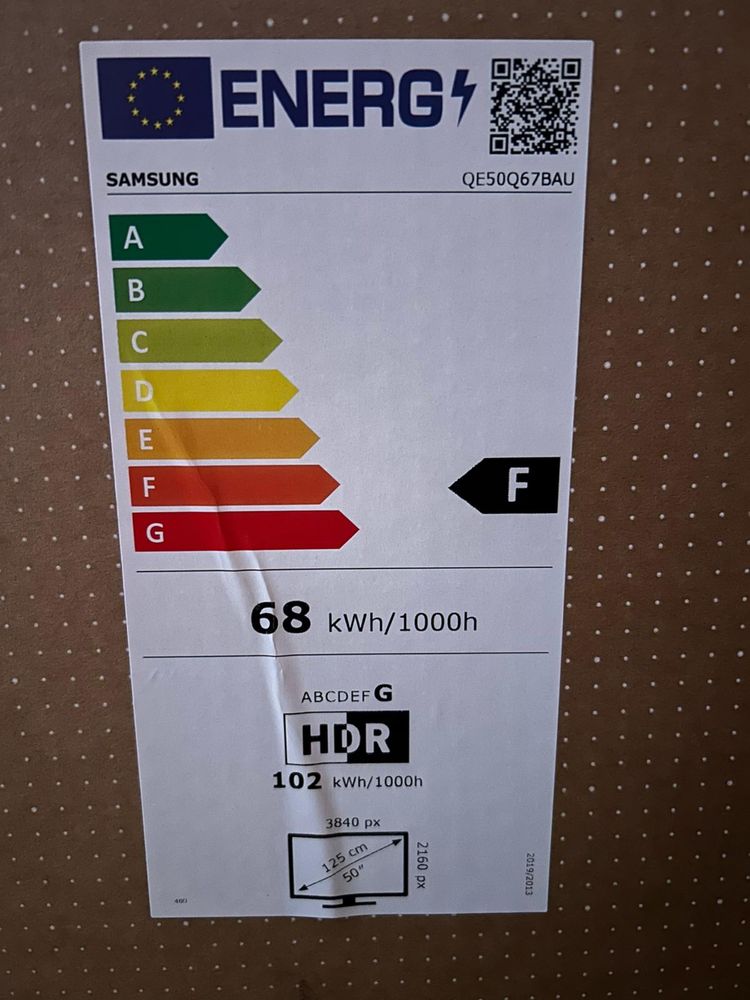 ENERG
SAMSUNG QE50Q67BAU
A
B
C
D
E
F F
G
68 kWh/1000h
ABCDEFG
HDR
102 kWh/1000h
3840 px
125 cm
50"
2160 px
2019/2013
460